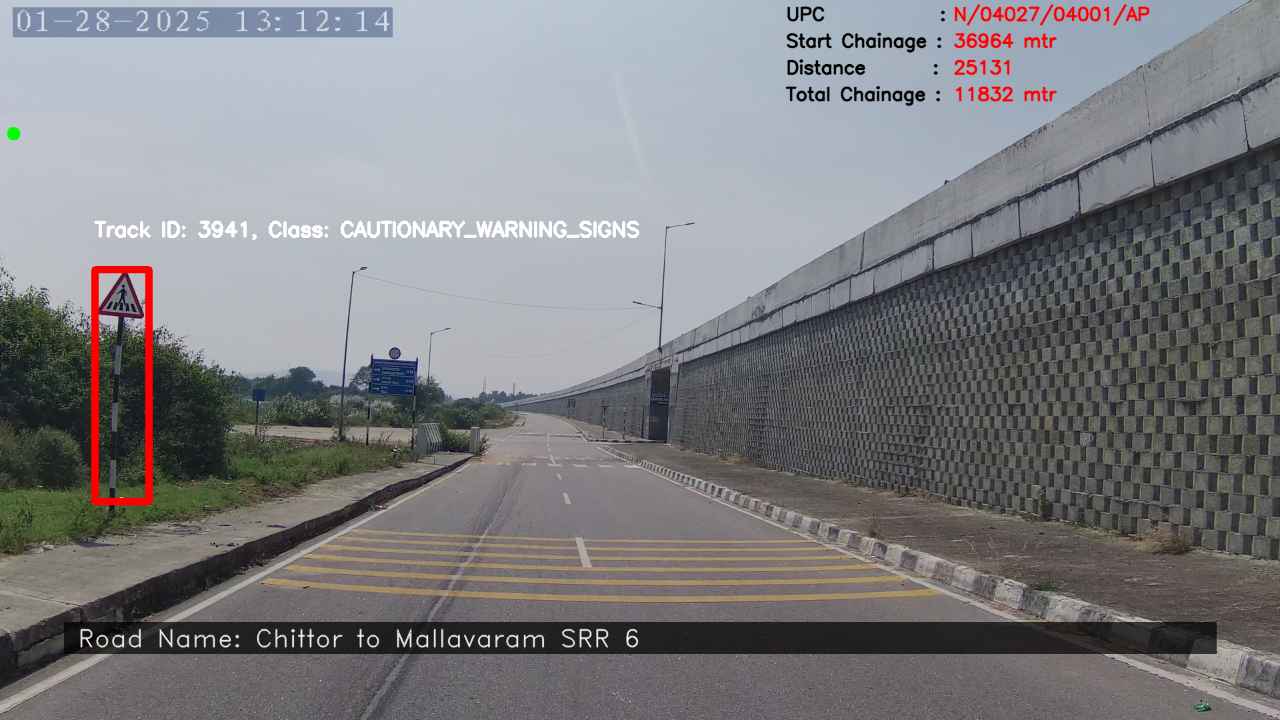 01-28-2025 13:12:14
UPC : N/04027/04001/AP
Start Chainage : 36964 mtr
Distance : 25131
Total Chainage : 11832 mtr
Track ID: 3941, Class: CAUTIONARY_WARNING_SIGNS
Road Name: Chittor to Mallavaram SRR 6